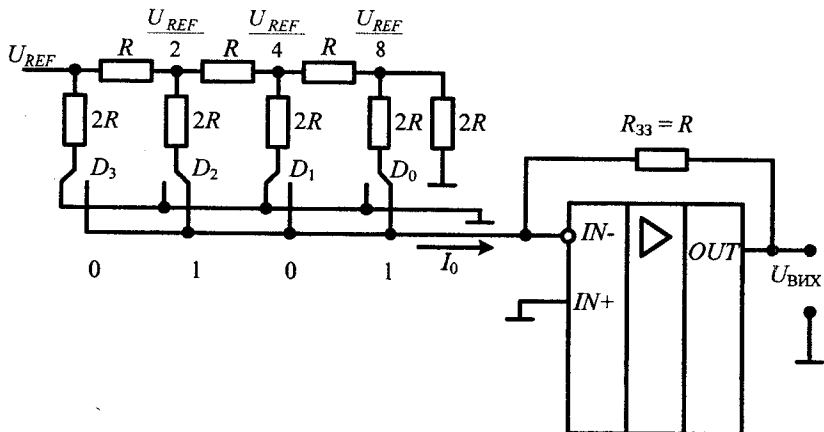 U_REF R U_REF/2 R U_REF/4 R U_REF/8
2R 2R 2R 2R 2R
R_ЗЗ = R
D3 D2 D1 D0
0 1 0 1
I0
IN- OUT
IN+
U_ВИХ